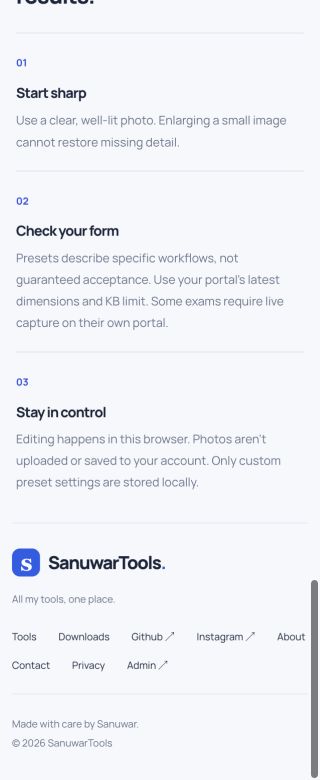 results.
01
Start sharp
Use a clear, well-lit photo. Enlarging a small image
cannot restore missing detail.
02
Check your form
Presets describe specific workflows, not
guaranteed acceptance. Use your portal's latest
dimensions and KB limit. Some exams require live
capture on their own portal.
03
Stay in control
Editing happens in this browser. Photos aren't
uploaded or saved to your account. Only custom
preset settings are stored locally.
S SanuwarTools.
All my tools, one place.
Tools Downloads Github ↗ Instagram ↗ About
Contact Privacy Admin ↗
Made with care by Sanuwar.
© 2026 SanuwarTools